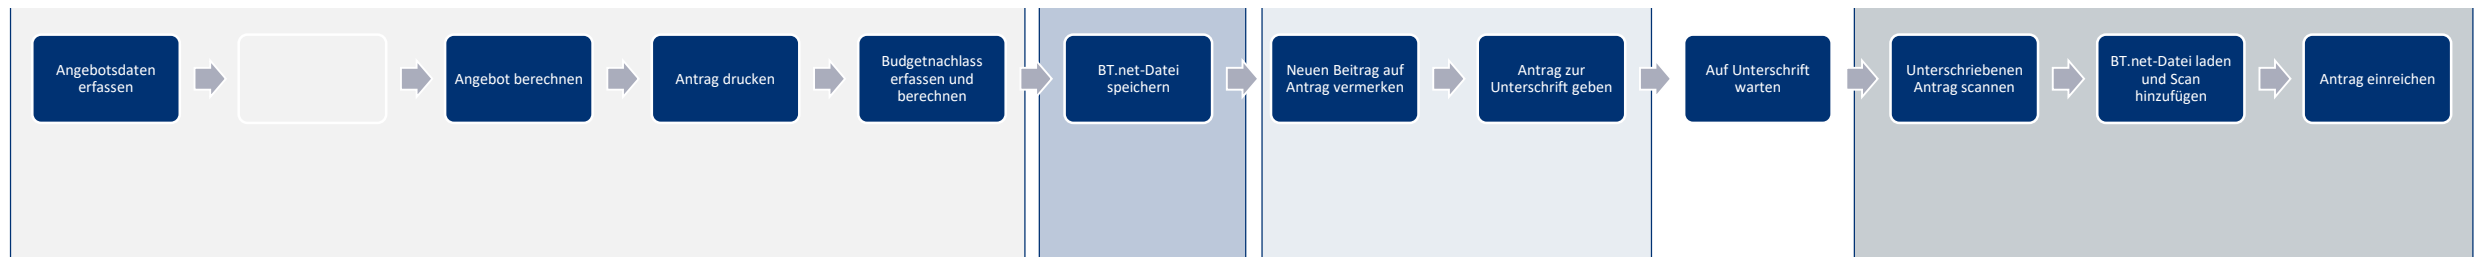 Angebotsdaten
erfassen
Angebot berechnen
Antrag drucken
Budgetnachlass
erfassen und
berechnen
BT.net-Datei
speichern
Neuen Beitrag auf
Antrag vermerken
Antrag zur
Unterschrift geben
Auf Unterschrift
warten
Unterschriebenen
Antrag scannen
BT.net-Datei laden
und Scan
hinzufügen
Antrag einreichen